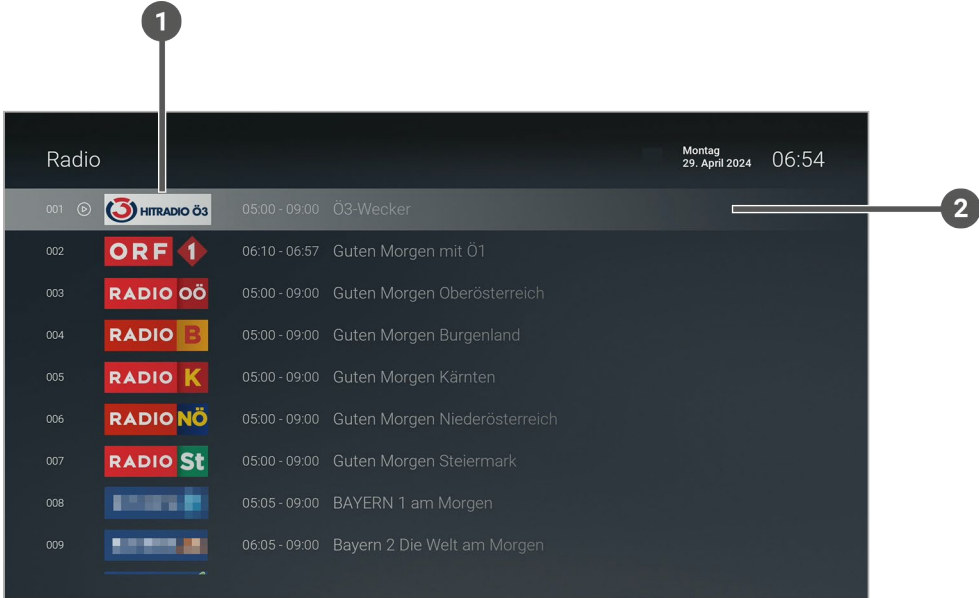 1
Radio
Montag
29. April 2024
06:54
001 HITRADIO Ö3 05:00 - 09:00 Ö3-Wecker
2
002 ORF 1 06:10 - 06:57 Guten Morgen mit Ö1
003 RADIO OÖ 05:00 - 09:00 Guten Morgen Oberösterreich
004 RADIO B 05:00 - 09:00 Guten Morgen Burgenland
005 RADIO K 05:00 - 09:00 Guten Morgen Kärnten
006 RADIO NÖ 05:00 - 09:00 Guten Morgen Niederösterreich
007 RADIO St 05:00 - 09:00 Guten Morgen Steiermark
008 05:05 - 09:00 BAYERN 1 am Morgen
009 06:05 - 09:00 Bayern 2 Die Welt am Morgen